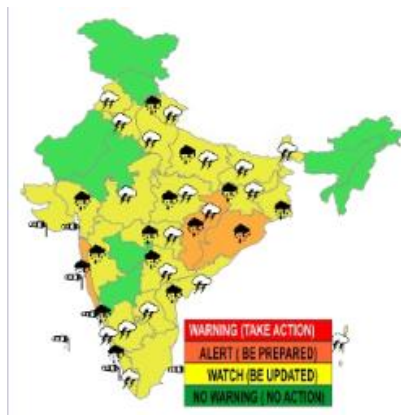 WARNING (TAKE ACTION)
ALERT ( BE PREPARED)
WATCH (BE UPDATED)
NO WARNING ( NO ACTION)